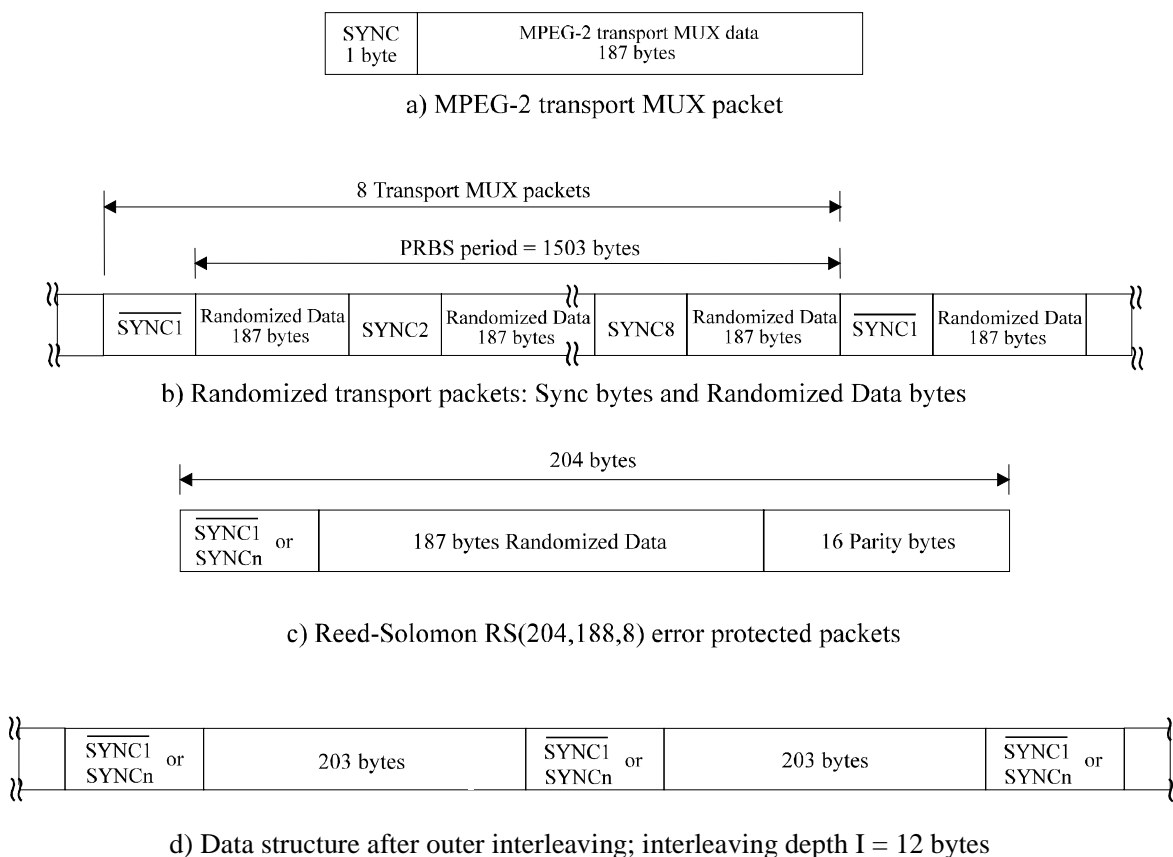 SYNC
1 byte
MPEG-2 transport MUX data
187 bytes
a) MPEG-2 transport MUX packet
8 Transport MUX packets
PRBS period = 1503 bytes
SYNC1
Randomized Data
187 bytes
SYNC2
Randomized Data
187 bytes
SYNC8
Randomized Data
187 bytes
SYNC1
Randomized Data
187 bytes
b) Randomized transport packets: Sync bytes and Randomized Data bytes
204 bytes
SYNC1 or
SYNCn
187 bytes Randomized Data
16 Parity bytes
c) Reed-Solomon RS(204,188,8) error protected packets
SYNC1 or
SYNCn
203 bytes
SYNC1 or
SYNCn
203 bytes
SYNC1 or
SYNCn
d) Data structure after outer interleaving; interleaving depth I = 12 bytes